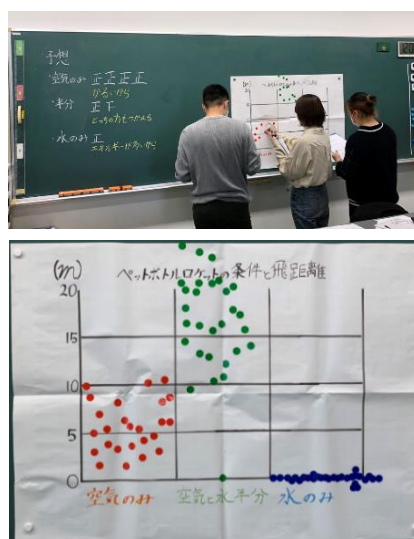 予想
・空気のみ 正正正正
かるいから
・半分 正下
どっちの力もつかえる
・水のみ 正
エネルギーが多いから
(m) ペットボトルロケットの条件と飛距離
20
15
10
5
0
空気のみ 空気と水半分 水のみ